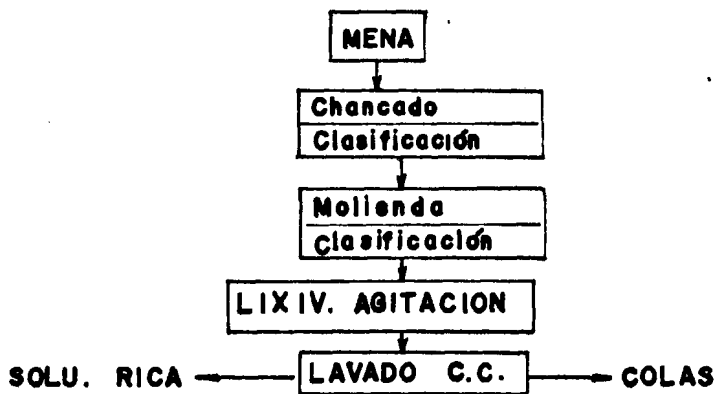 MENA
Chancado
Clasificación
Molienda
Clasificación
LIXIV. AGITACION
SOLU. RICA LAVADO C.C. COLAS